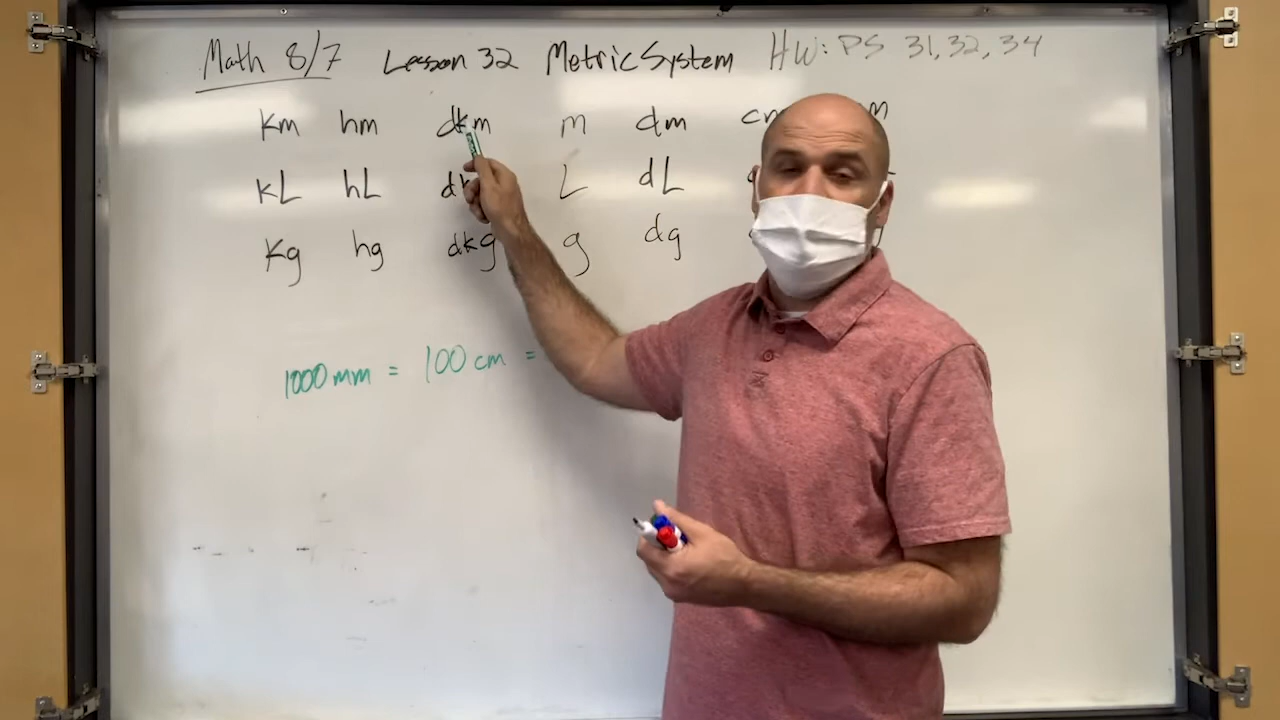 Math 8/7 Lesson 32 Metric System HW: PS 31, 32, 34
km hm dkm m dm cm
kL hL L dL
kg hg dkg g dg
1000 mm = 100 cm =